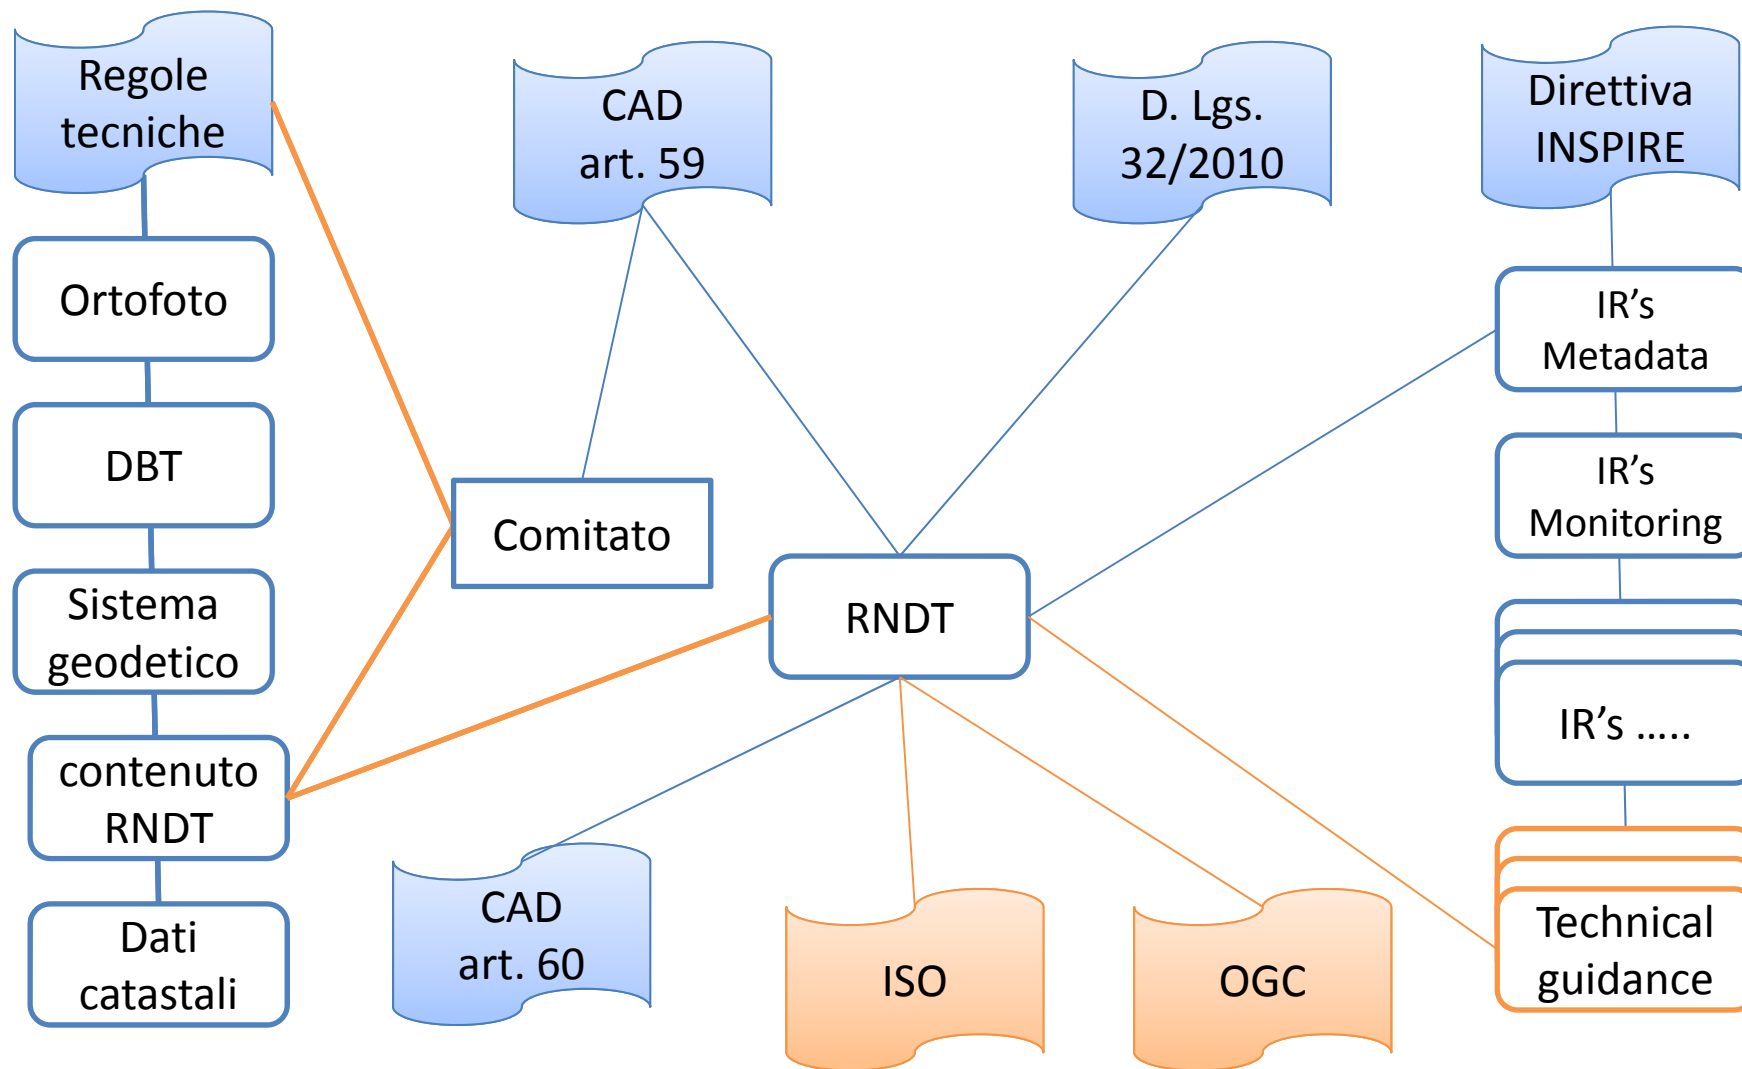 Regole
tecniche
CAD
art. 59
D. Lgs.
32/2010
Direttiva
INSPIRE
Ortofoto
DBT
Sistema
geodetico
contenuto
RNDT
Dati
catastali
Comitato
RNDT
IR’s
Metadata
IR’s
Monitoring
IR’s …..
Technical
guidance
CAD
art. 60
ISO
OGC